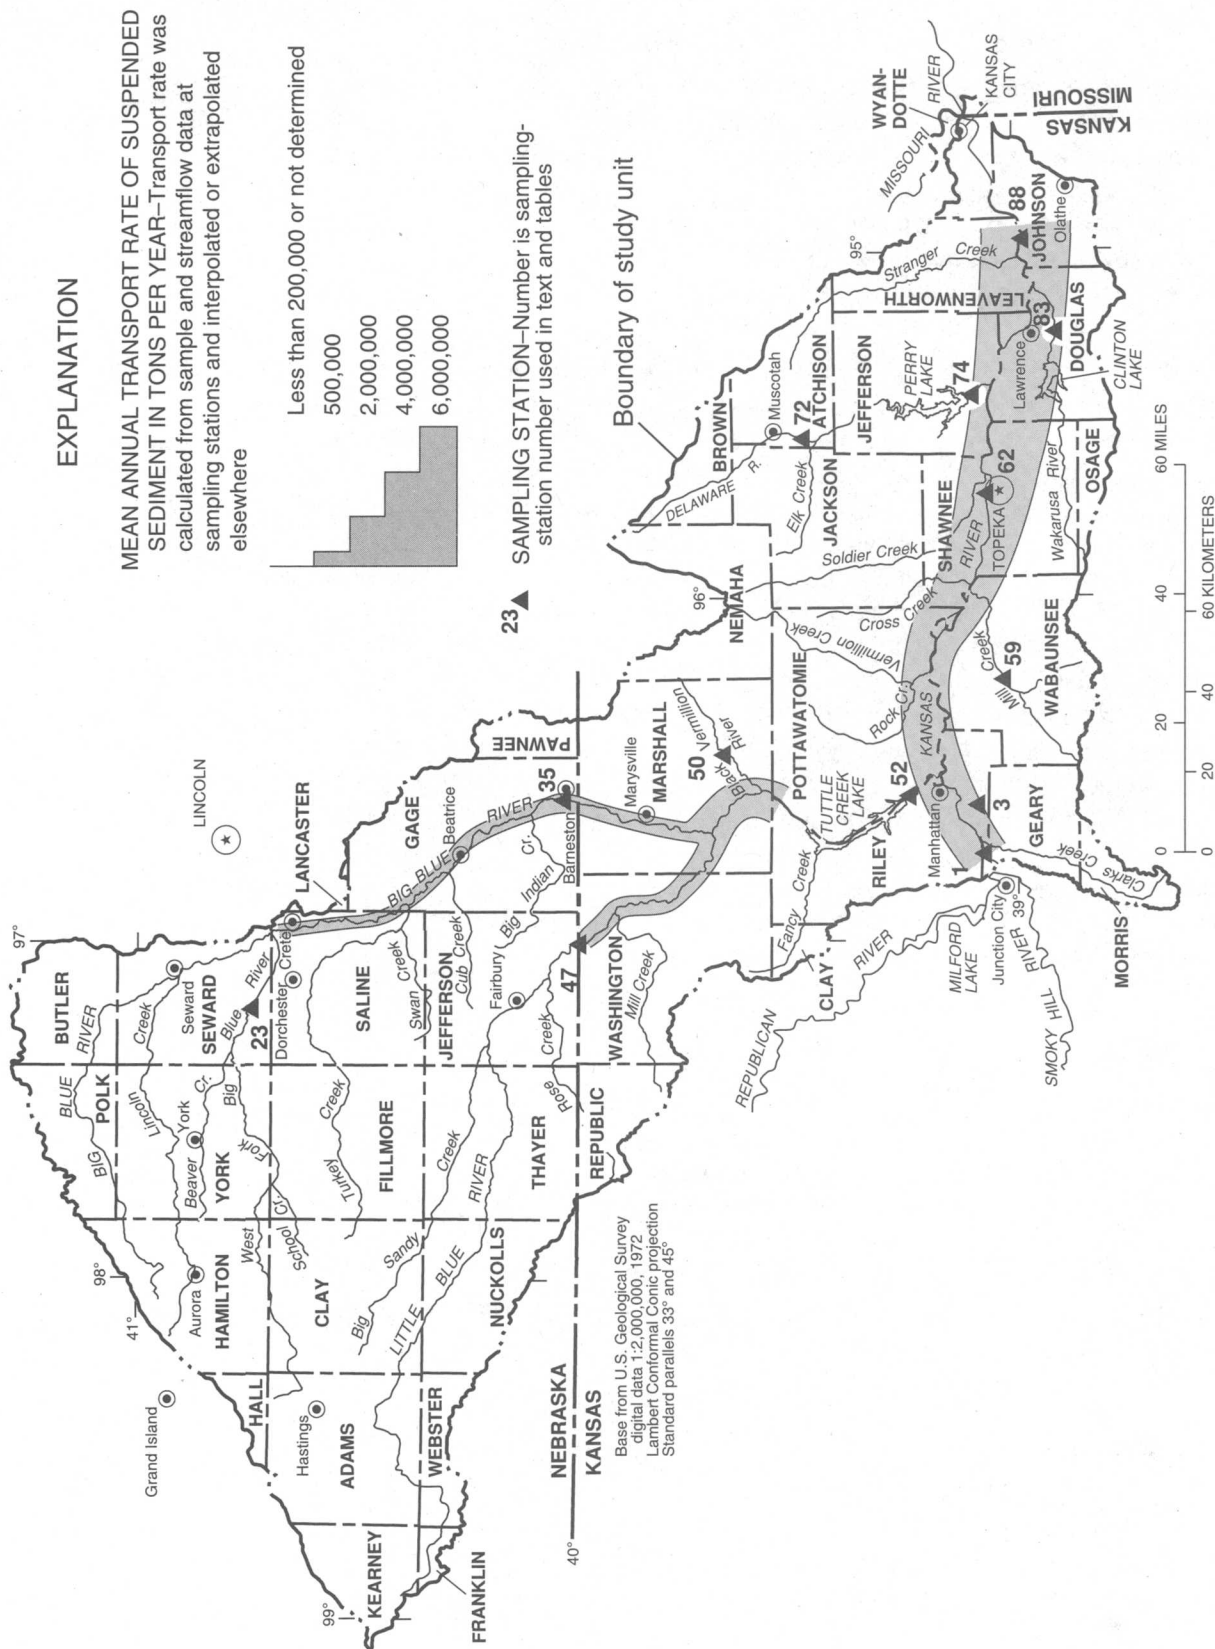 EXPLANATION
MEAN ANNUAL TRANSPORT RATE OF SUSPENDED
SEDIMENT IN TONS PER YEAR–Transport rate was
calculated from sample and streamflow data at
sampling stations and interpolated or extrapolated
elsewhere
Less than 200,000 or not determined
500,000
2,000,000
4,000,000
6,000,000
23
SAMPLING STATION–Number is sampling-
station number used in text and tables
Boundary of study unit
LINCOLN
LANCASTER
GAGE
PAWNEE
BIG BLUE
RIVER
Beatrice
35
Barneston
Big Indian
Cr.
97°
BUTLER
BIG
BLUE
RIVER
POLK
Seward
SEWARD
Lincoln
Creek
York
Beaver
Cr.
YORK
23
Big
Blue
River
West
Fork
Crete
Dorchester
SALINE
Swan
Creek
Cub Creek
JEFFERSON
Fairbury
47
Turkey
Creek
FILLMORE
School Cr.
98°
41°
Aurora
HAMILTON
CLAY
Big
Sandy
Creek
LITTLE
BLUE
RIVER
THAYER
NUCKOLLS
Rose
Creek
Grand Island
HALL
Hastings
ADAMS
WEBSTER
KEARNEY
FRANKLIN
99°
40°
NEBRASKA
KANSAS
Base from U.S. Geological Survey
digital data 1:2,000,000, 1972
Lambert Conformal Conic projection
Standard parallels 33° and 45°
REPUBLIC
WASHINGTON
Mill Creek
Marysville
MARSHALL
50
Black
Vermillion
River
NEMAHA
96°
BROWN
DELAWARE
R.
Muscotah
72
ATCHISON
Elk Creek
JACKSON
JEFFERSON
PERRY
LAKE
74
LEAVENWORTH
Stranger
Creek
95°
WYAN-
DOTTE
MISSOURI
RIVER
KANSAS
CITY
KANSAS
MISSOURI
88
JOHNSON
Olathe
Lawrence
83
DOUGLAS
CLINTON
LAKE
Wakarusa
River
OSAGE
SHAWNEE
62
TOPEKA
RIVER
Soldier Creek
Cross Creek
Vermillion Creek
POTTAWATOMIE
Rock Cr.
KANSAS
Mill
Creek
59
WABAUNSEE
TUTTLE
CREEK
LAKE
52
RILEY
Manhattan
Fancy
Creek
CLAY
1
3
GEARY
Clarks
Creek
MORRIS
Junction City
39°
MILFORD
LAKE
REPUBLICAN
RIVER
SMOKY HILL
RIVER
0
20
40
60 MILES
0
20
40
60 KILOMETERS